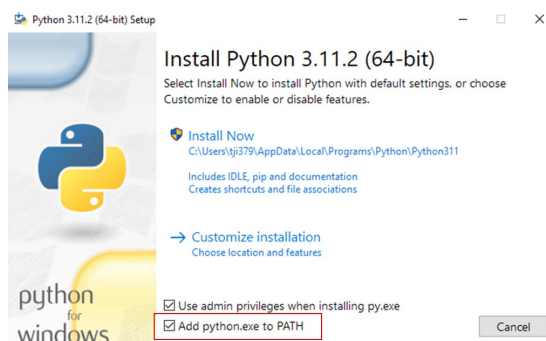 Python 3.11.2 (64-bit) Setup
Install Python 3.11.2 (64-bit)
Select Install Now to install Python with default settings, or choose
Customize to enable or disable features.
Install Now
C:\Users\tji379\AppData\Local\Programs\Python\Python311
Includes IDLE, pip and documentation
Creates shortcuts and file associations
Customize installation
Choose location and features
python
for
windows
Use admin privileges when installing py.exe
Add python.exe to PATH
Cancel